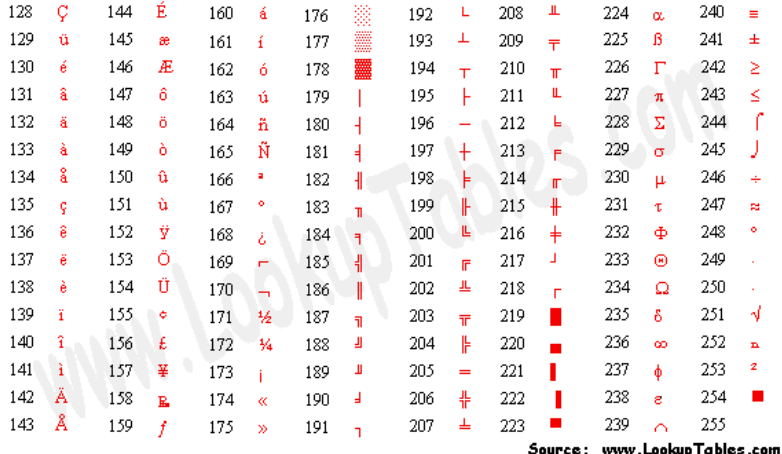 128 Ç 144 É 160 á 176 ░ 192 └ 208 ╨ 224 α 240 ≡
129 ü 145 æ 161 í 177 ▒ 193 ┴ 209 ╤ 225 ß 241 ±
130 é 146 Æ 162 ó 178 ▓ 194 ┬ 210 ╥ 226 Γ 242 ≥
131 â 147 ô 163 ú 179 │ 195 ├ 211 ╙ 227 π 243 ≤
132 ä 148 ö 164 ñ 180 ┤ 196 ─ 212 ╘ 228 Σ 244 ⌠
133 à 149 ò 165 Ñ 181 ╡ 197 ┼ 213 ╒ 229 σ 245 ⌡
134 å 150 û 166 ª 182 ╢ 198 ╞ 214 ╓ 230 µ 246 ÷
135 ç 151 ù 167 º 183 ╖ 199 ╟ 215 ╫ 231 τ 247 ≈
136 ê 152 ÿ 168 ¿ 184 ╕ 200 ╚ 216 ╪ 232 Φ 248 °
137 ë 153 Ö 169 ⌐ 185 ╣ 201 ╔ 217 ┘ 233 Θ 249 ∙
138 è 154 Ü 170 ¬ 186 ║ 202 ╩ 218 ┌ 234 Ω 250 ·
139 ï 155 ¢ 171 ½ 187 ╗ 203 ╦ 219 █ 235 δ 251 √
140 î 156 £ 172 ¼ 188 ╝ 204 ╠ 220 ▄ 236 ∞ 252 ⁿ
141 ì 157 ¥ 173 ¡ 189 ╜ 205 ═ 221 ▌ 237 φ 253 ²
142 Ä 158 ₧ 174 « 190 ╛ 206 ╬ 222 ▐ 238 ε 254 ■
143 Å 159 ƒ 175 » 191 ┐ 207 ╧ 223 ▀ 239 ∩ 255
www.LookupTables.com
Source: www.LookupTables.com